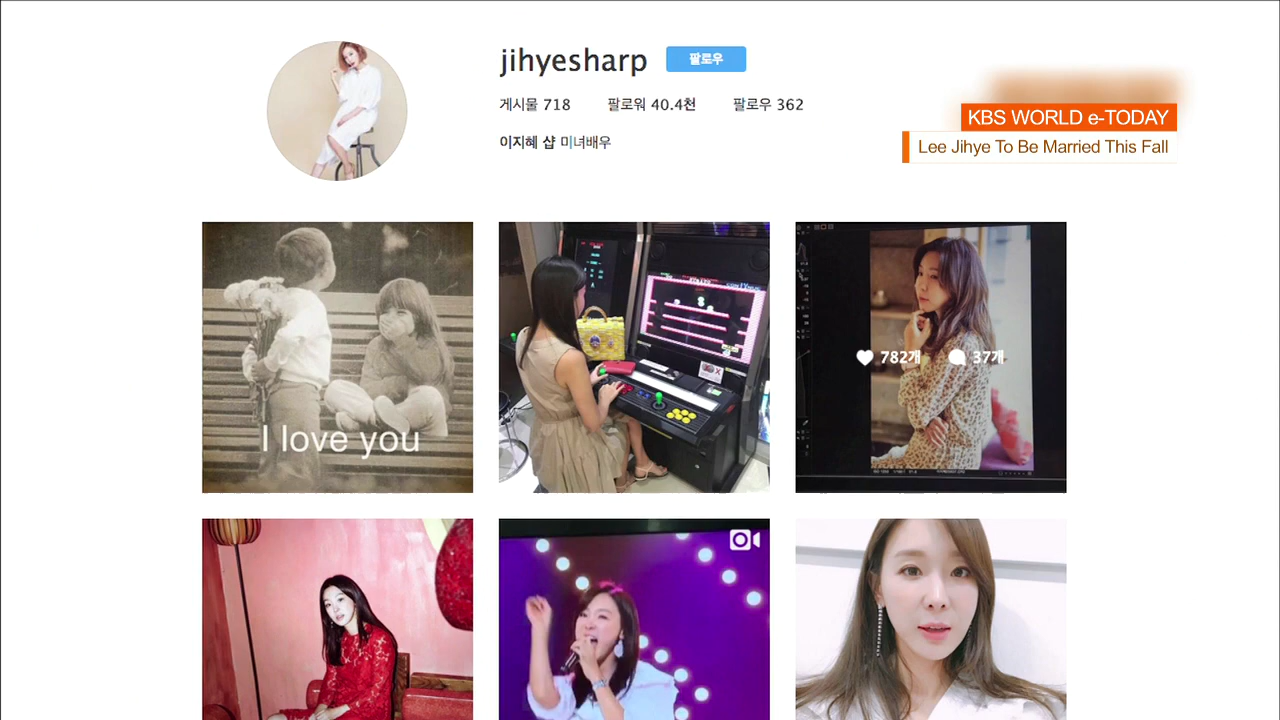 jihyesharp 팔로우
게시물 718 팔로워 40.4천 팔로우 362
이지혜 샵 미녀배우
KBS WORLD e-TODAY
Lee Jihye To Be Married This Fall
I love you
782개 37개